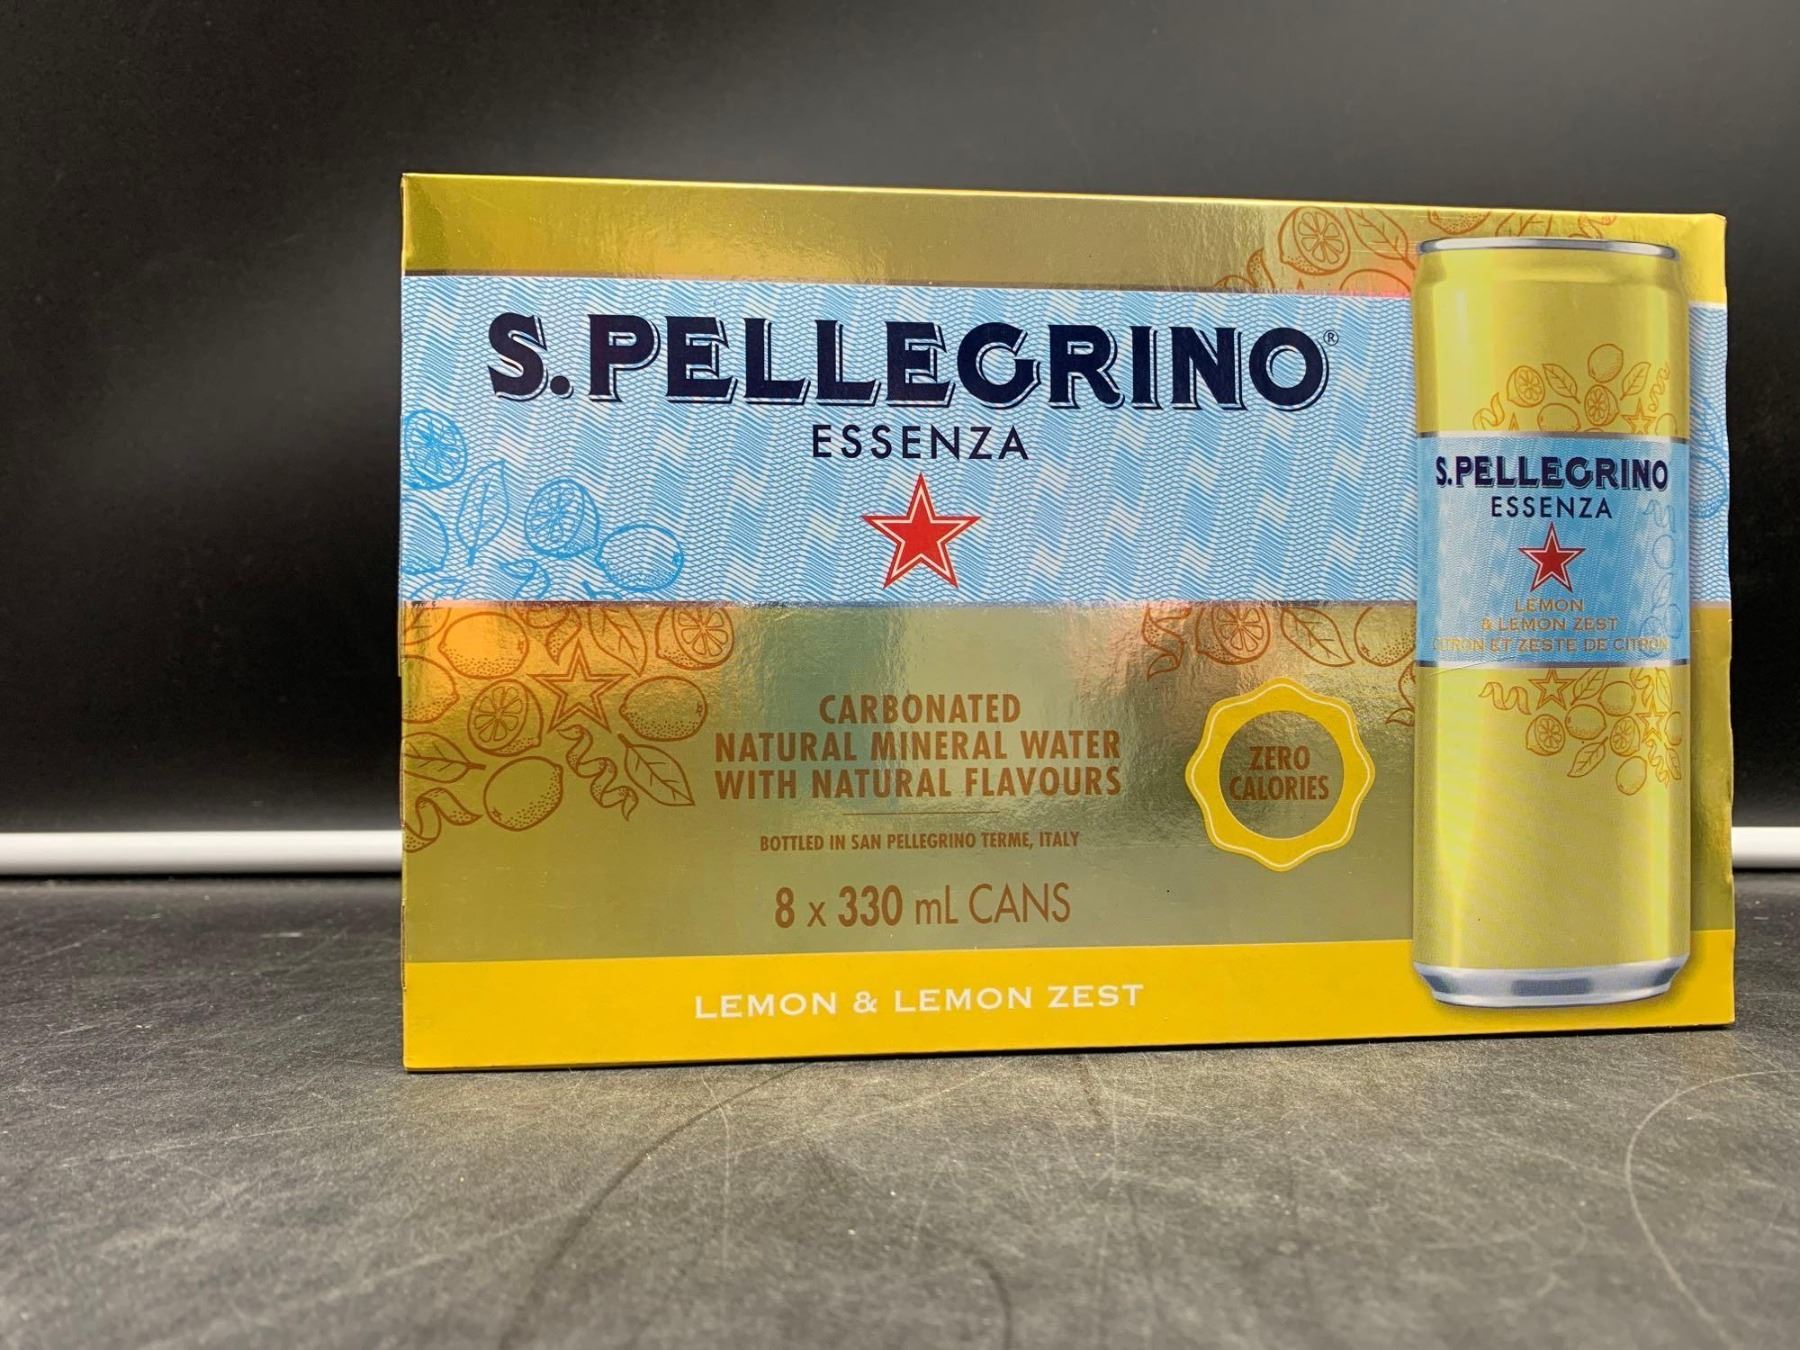 S.PELLEGRINO®
ESSENZA
CARBONATED
NATURAL MINERAL WATER
WITH NATURAL FLAVOURS
BOTTLED IN SAN PELLEGRINO TERME, ITALY
8 x 330 mL CANS
LEMON & LEMON ZEST
ZERO
CALORIES
S.PELLEGRINO
ESSENZA
LEMON
& LEMON ZEST
CITRON ET ZESTE DE CITRON